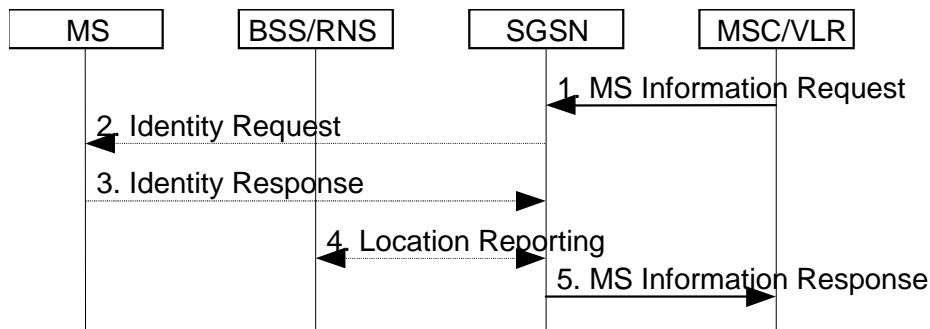 MS
BSS/RNS
SGSN
MSC/VLR
1. MS Information Request
2. Identity Request
3. Identity Response
4. Location Reporting
5. MS Information Response